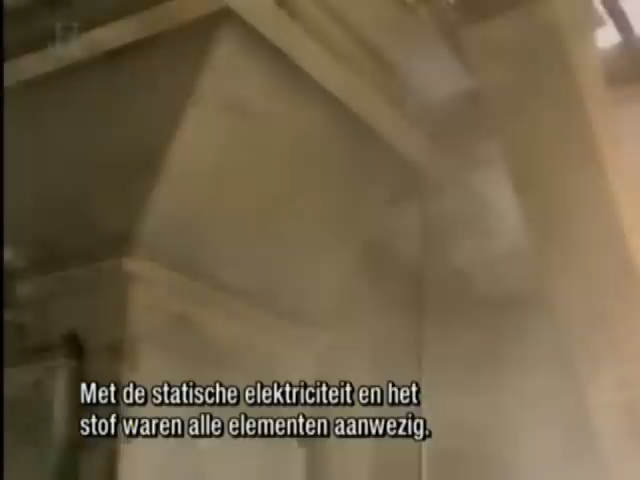 Met de statische elektriciteit en het
stof waren alle elementen aanwezig.